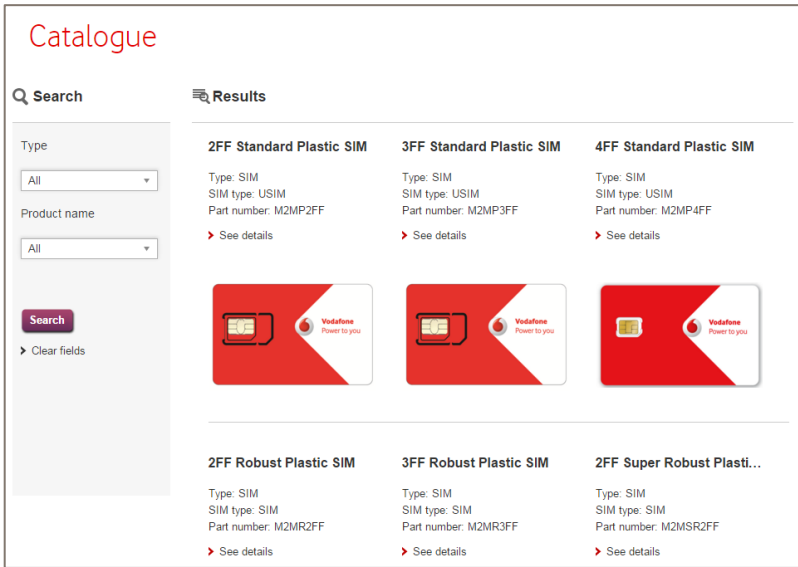 Catalogue
Search
Type
All
Product name
All
Search
Clear fields
Results
2FF Standard Plastic SIM
Type: SIM
SIM type: USIM
Part number: M2MP2FF
See details
Vodafone
Power to you
3FF Standard Plastic SIM
Type: SIM
SIM type: USIM
Part number: M2MP3FF
See details
Vodafone
Power to you
4FF Standard Plastic SIM
Type: SIM
SIM type: USIM
Part number: M2MP4FF
See details
Vodafone
Power to you
2FF Robust Plastic SIM
Type: SIM
SIM type: SIM
Part number: M2MR2FF
See details
3FF Robust Plastic SIM
Type: SIM
SIM type: SIM
Part number: M2MR3FF
See details
2FF Super Robust Plasti...
Type: SIM
SIM type: SIM
Part number: M2MSR2FF
See details